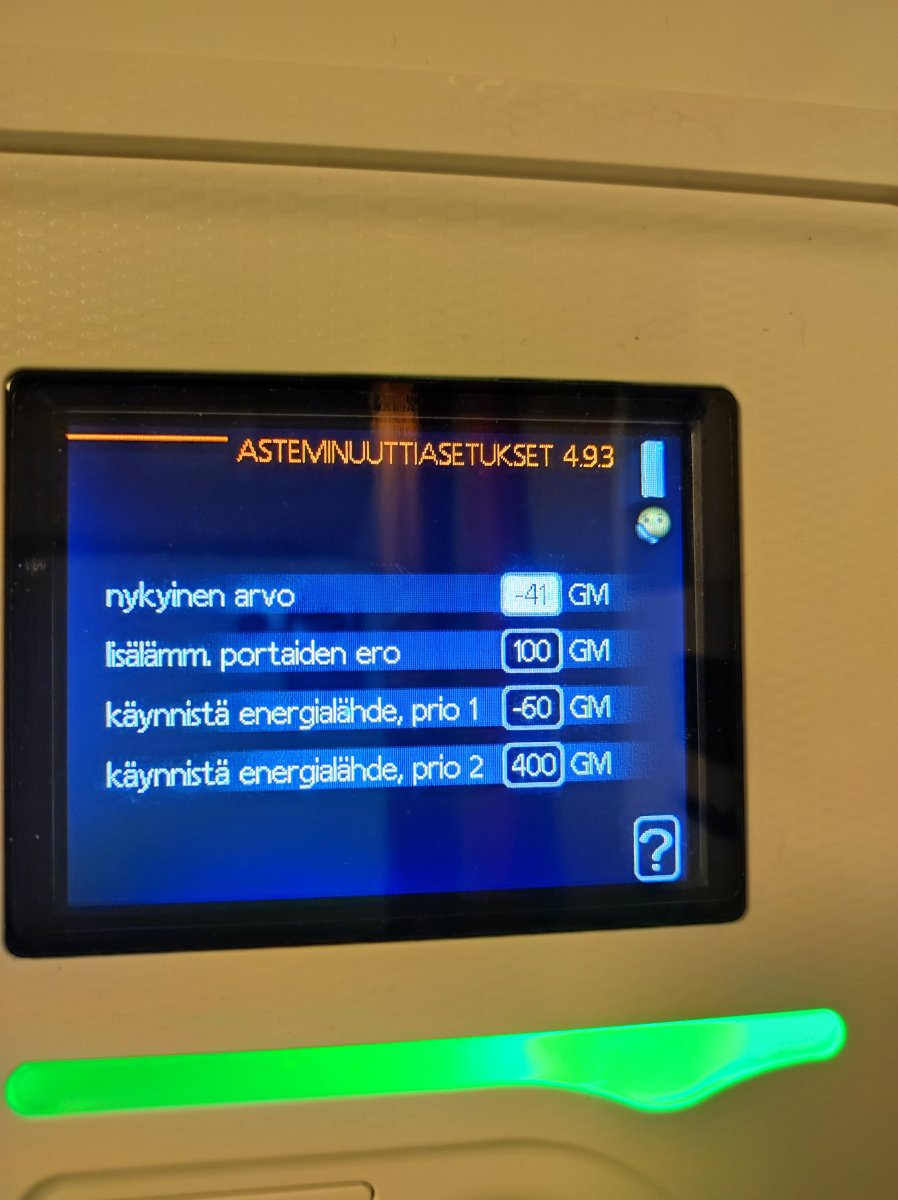 ASTEMINUUTTIASETUKSET 4.9.3
nykyinen arvo -41 GM
lisälämm. portaiden ero 100 GM
käynnistä energialähde, prio 1 -60 GM
käynnistä energialähde, prio 2 400 GM
?